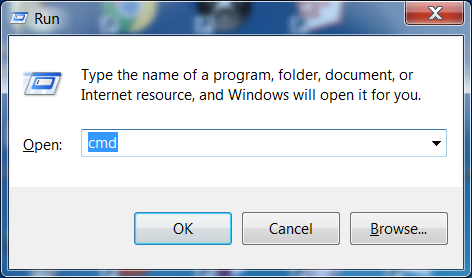 Run
Type the name of a program, folder, document, or
Internet resource, and Windows will open it for you.
Open: cmd
OK Cancel Browse...